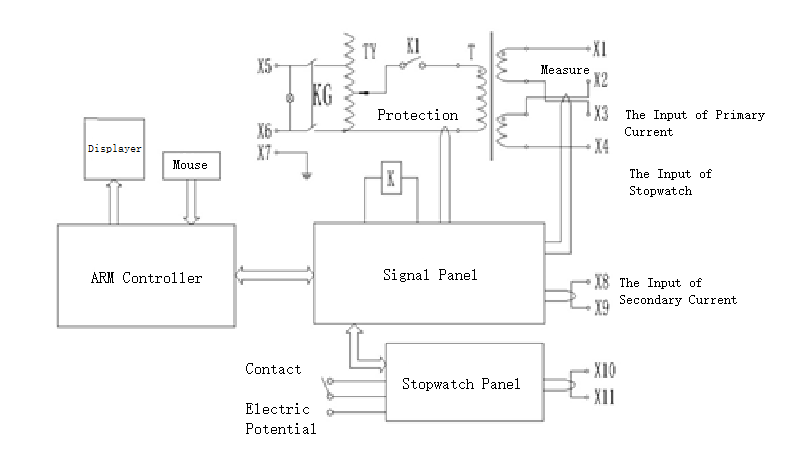 K1
TY
T
X1
X5
Measure
X2
KG
Protection
X3
The Input of Primary
Current
X6
X7
X4
Displayer
Mouse
K
The Input of
Stopwatch
ARM Controller
Signal Panel
X8
The Input of
Secondary Current
X9
Contact
Stopwatch Panel
X10
X11
Electric
Potential